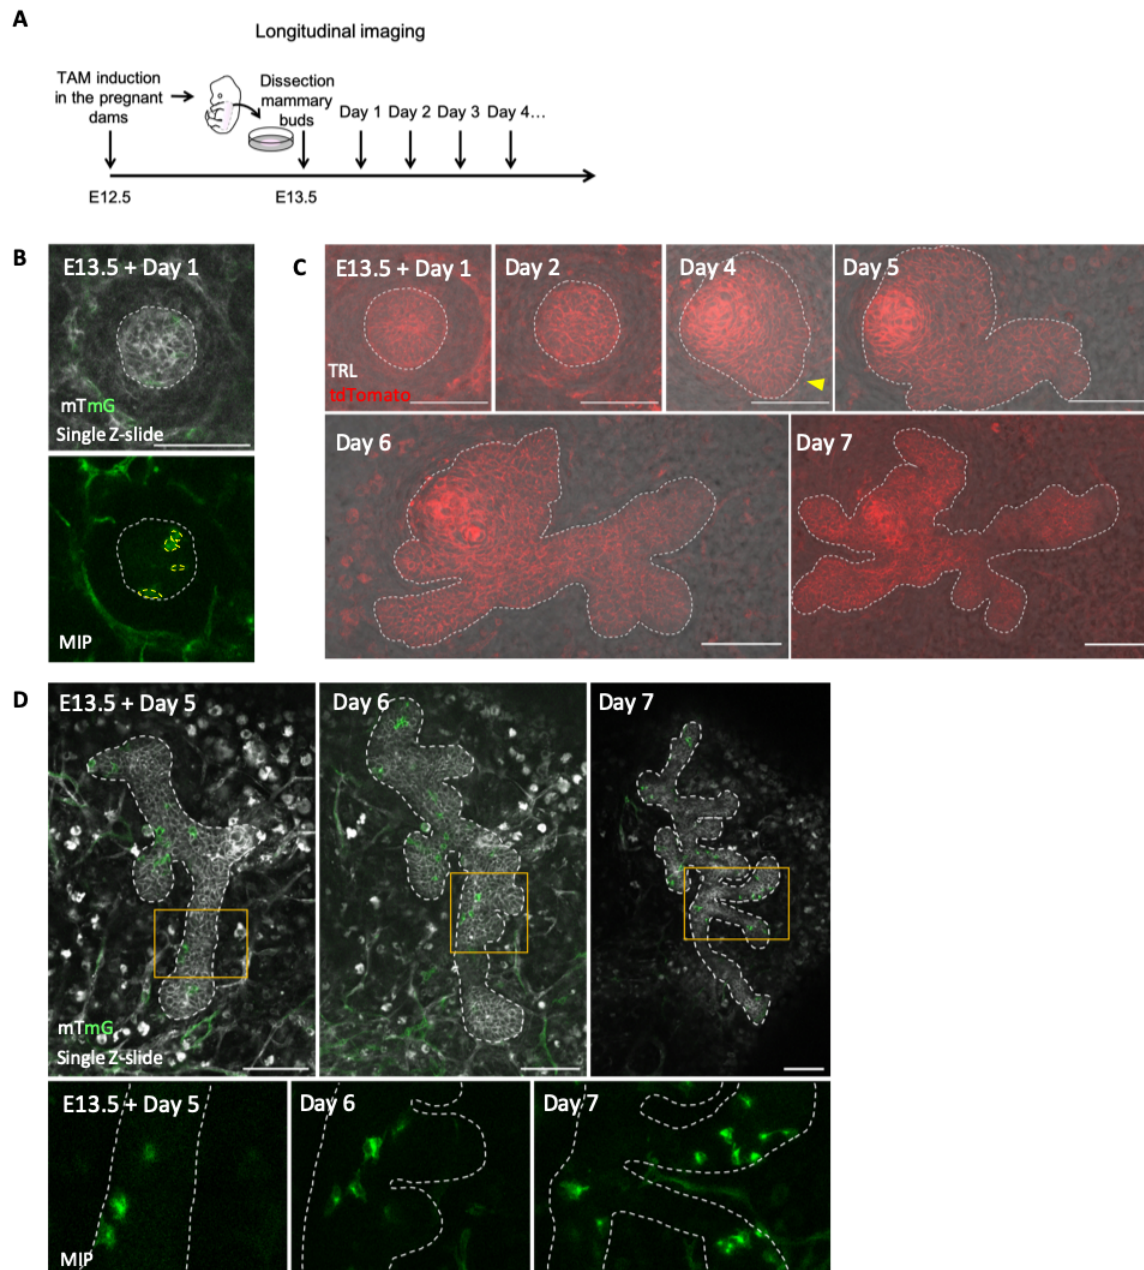 A
Longitudinal imaging
TAM induction
in the pregnant
dams
Dissection
mammary
buds
Day 1
Day 2
Day 3
Day 4...
E12.5
E13.5
B
E13.5 + Day 1
mTmG
Single Z-slide
MIP
C
E13.5 + Day 1
TRL
tdTomato
Day 2
Day 4
Day 5
Day 6
Day 7
D
E13.5 + Day 5
mTmG
Single Z-slide
Day 6
Day 7
E13.5 + Day 5
MIP
Day 6
Day 7